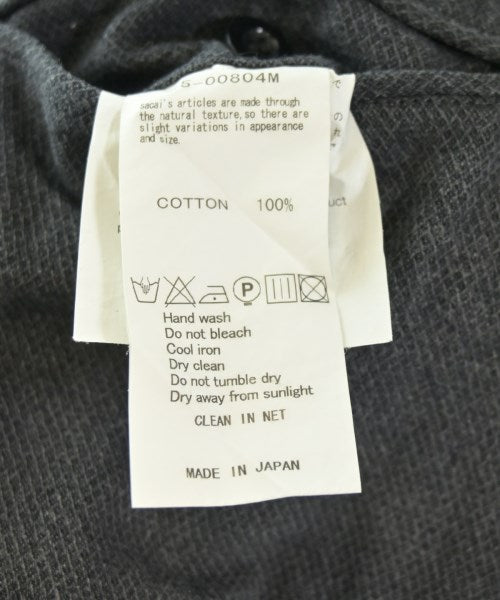 5-00804M
sacai's articles are made through
the natural texture, so there are
slight variations in appearance
and size.
COTTON 100%
P
Hand wash
Do not bleach
Cool iron
Dry clean
Do not tumble dry
Dry away from sunlight
CLEAN IN NET
MADE IN JAPAN
で
の